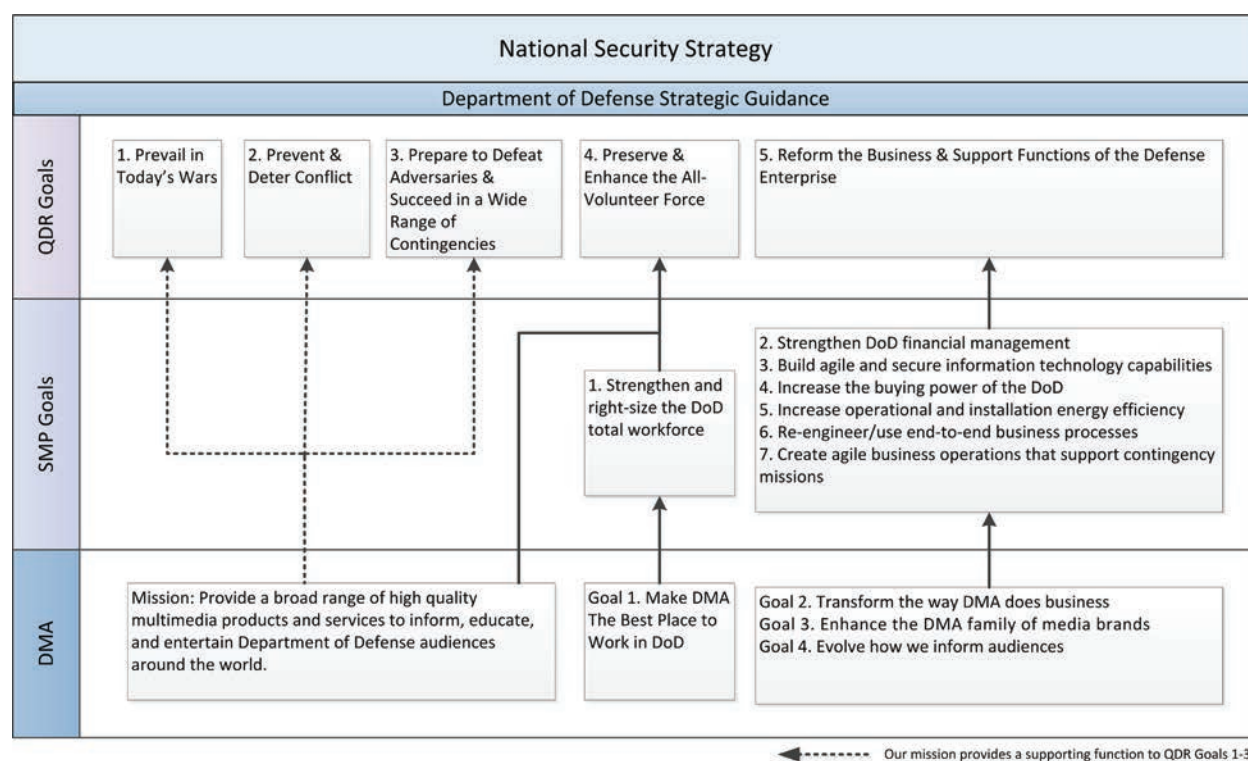 National Security Strategy
Department of Defense Strategic Guidance
QDR Goals
1. Prevail in
Today's Wars
2. Prevent &
Deter Conflict
3. Prepare to Defeat
Adversaries &
Succeed in a Wide
Range of
Contingencies
4. Preserve &
Enhance the All-
Volunteer Force
5. Reform the Business & Support Functions of the Defense
Enterprise
SMP Goals
1. Strengthen and
right-size the DoD
total workforce
2. Strengthen DoD financial management
3. Build agile and secure information technology capabilities
4. Increase the buying power of the DoD
5. Increase operational and installation energy efficiency
6. Re-engineer/use end-to-end business processes
7. Create agile business operations that support contingency
missions
DMA
Mission: Provide a broad range of high quality
multimedia products and services to inform, educate,
and entertain Department of Defense audiences
around the world.
Goal 1. Make DMA
The Best Place to
Work in DoD
Goal 2. Transform the way DMA does business
Goal 3. Enhance the DMA family of media brands
Goal 4. Evolve how we inform audiences
Our mission provides a supporting function to QDR Goals 1-3